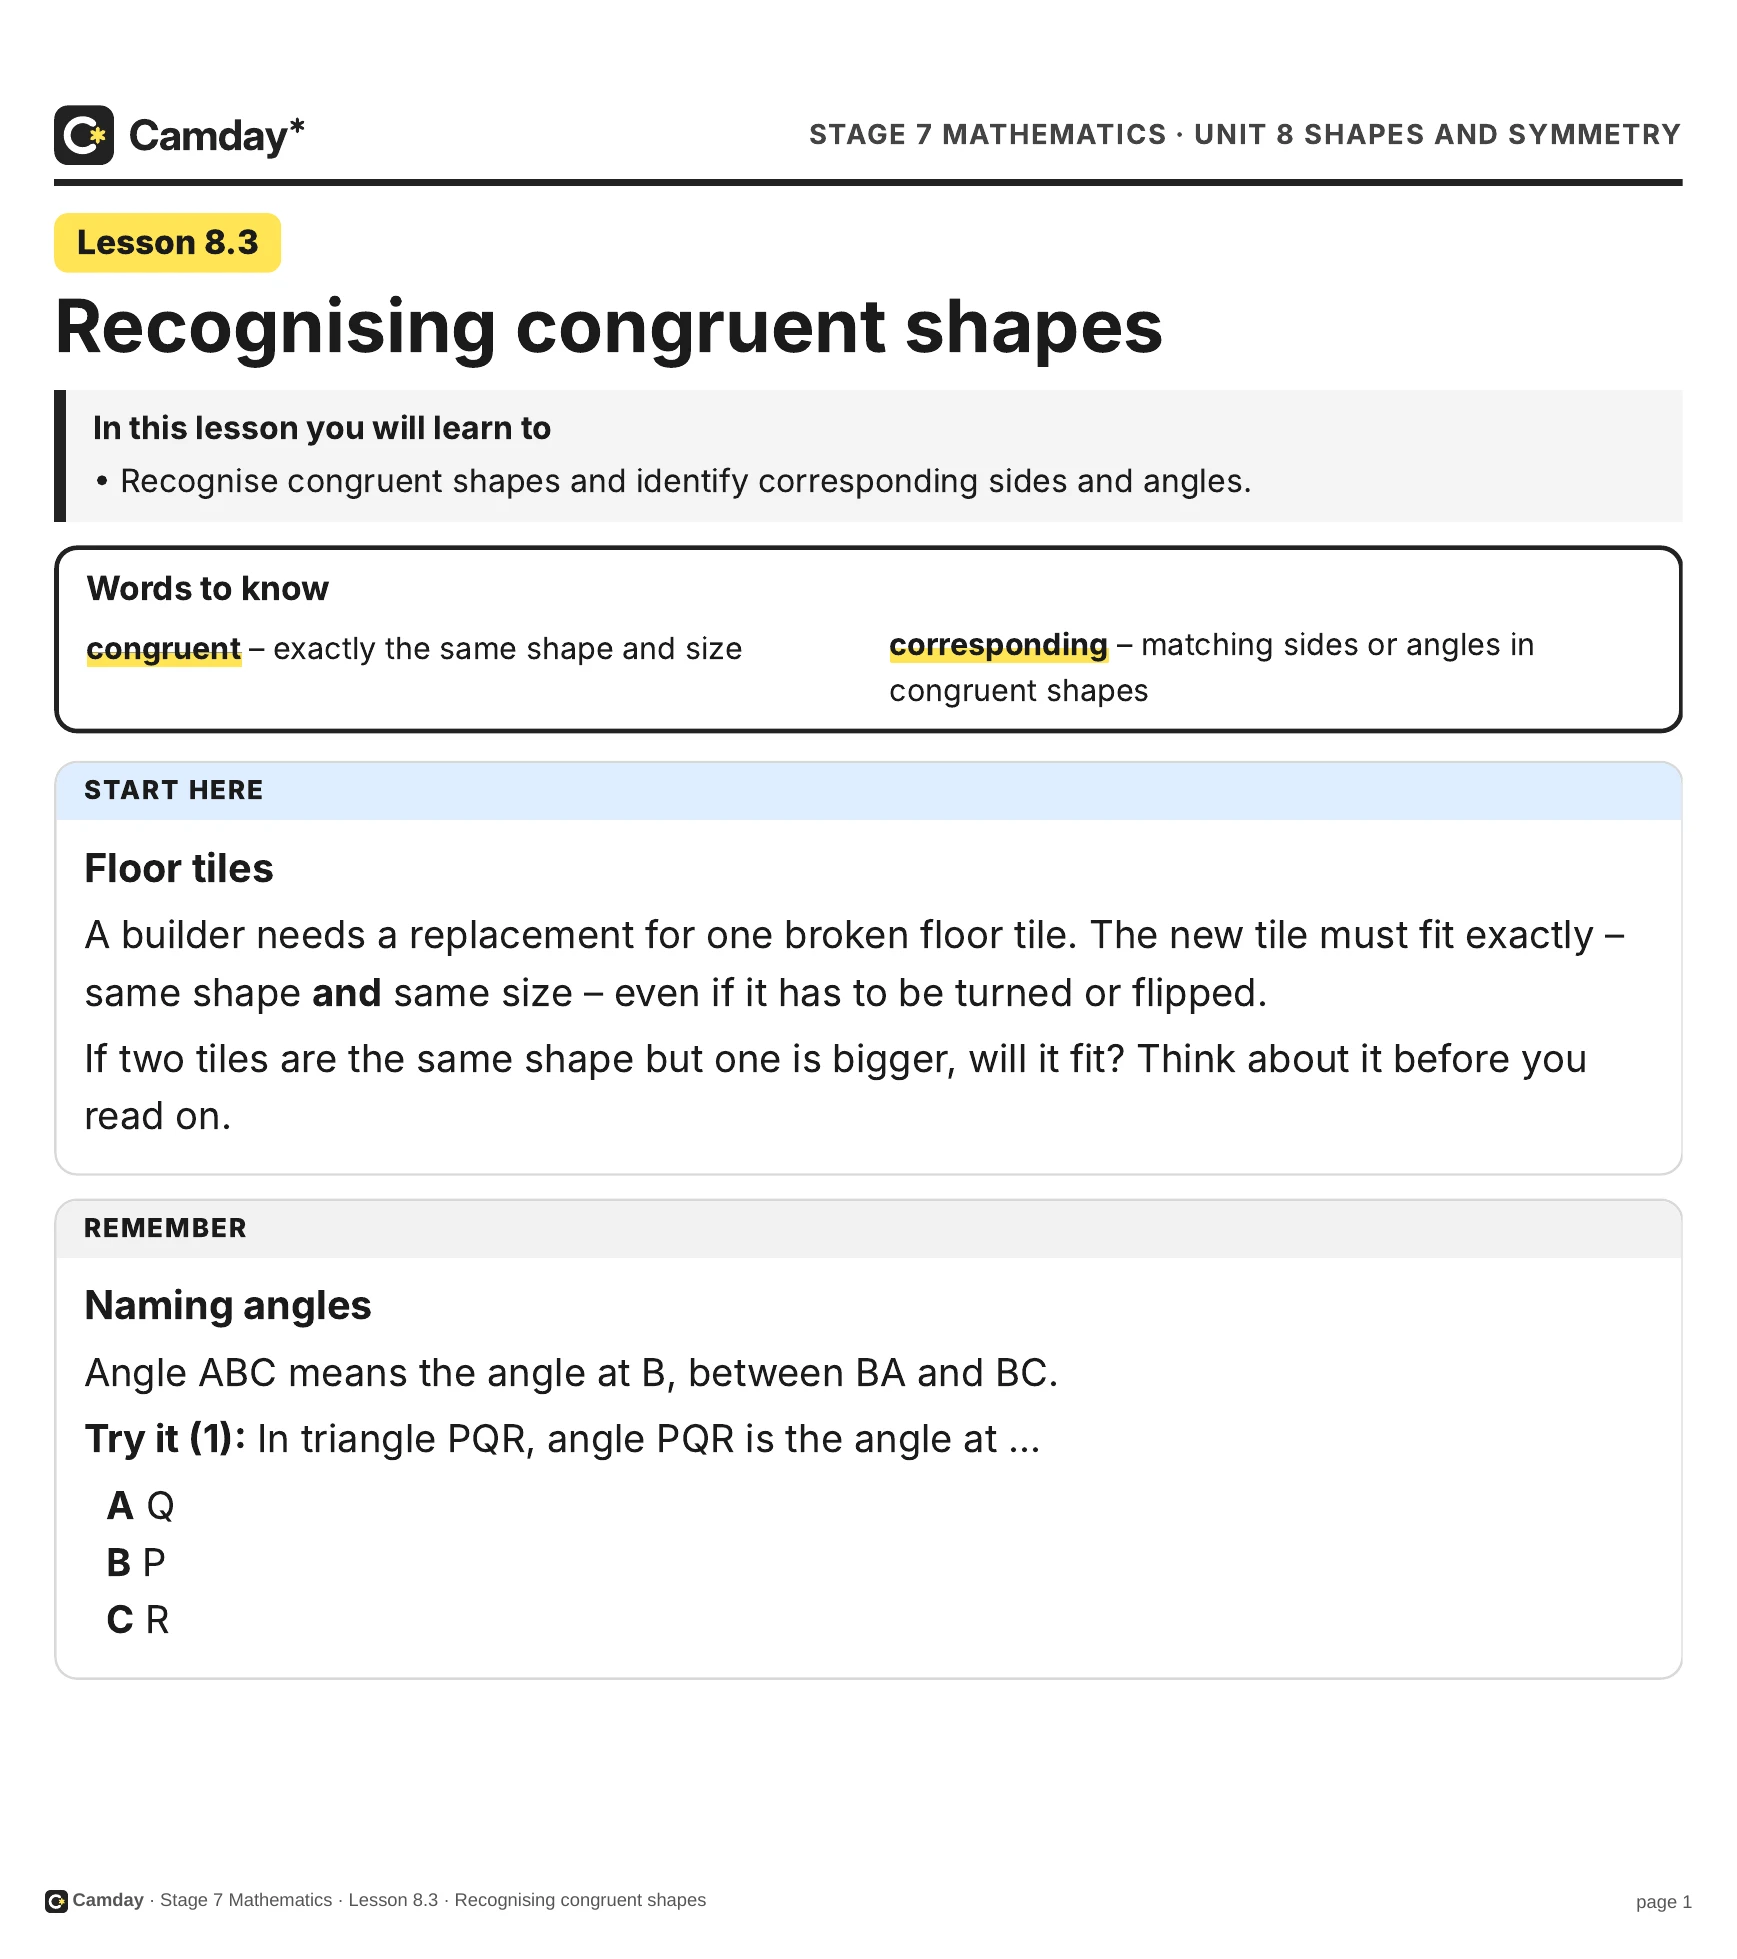 Camday*
STAGE 7 MATHEMATICS · UNIT 8 SHAPES AND SYMMETRY
Lesson 8.3
Recognising congruent shapes
In this lesson you will learn to
• Recognise congruent shapes and identify corresponding sides and angles.
Words to know
congruent – exactly the same shape and size
corresponding – matching sides or angles in
congruent shapes
START HERE
Floor tiles
A builder needs a replacement for one broken floor tile. The new tile must fit exactly –
same shape and same size – even if it has to be turned or flipped.
If two tiles are the same shape but one is bigger, will it fit? Think about it before you
read on.
REMEMBER
Naming angles
Angle ABC means the angle at B, between BA and BC.
Try it (1): In triangle PQR, angle PQR is the angle at ...
A Q
B P
C R
Camday · Stage 7 Mathematics · Lesson 8.3 · Recognising congruent shapes
page 1